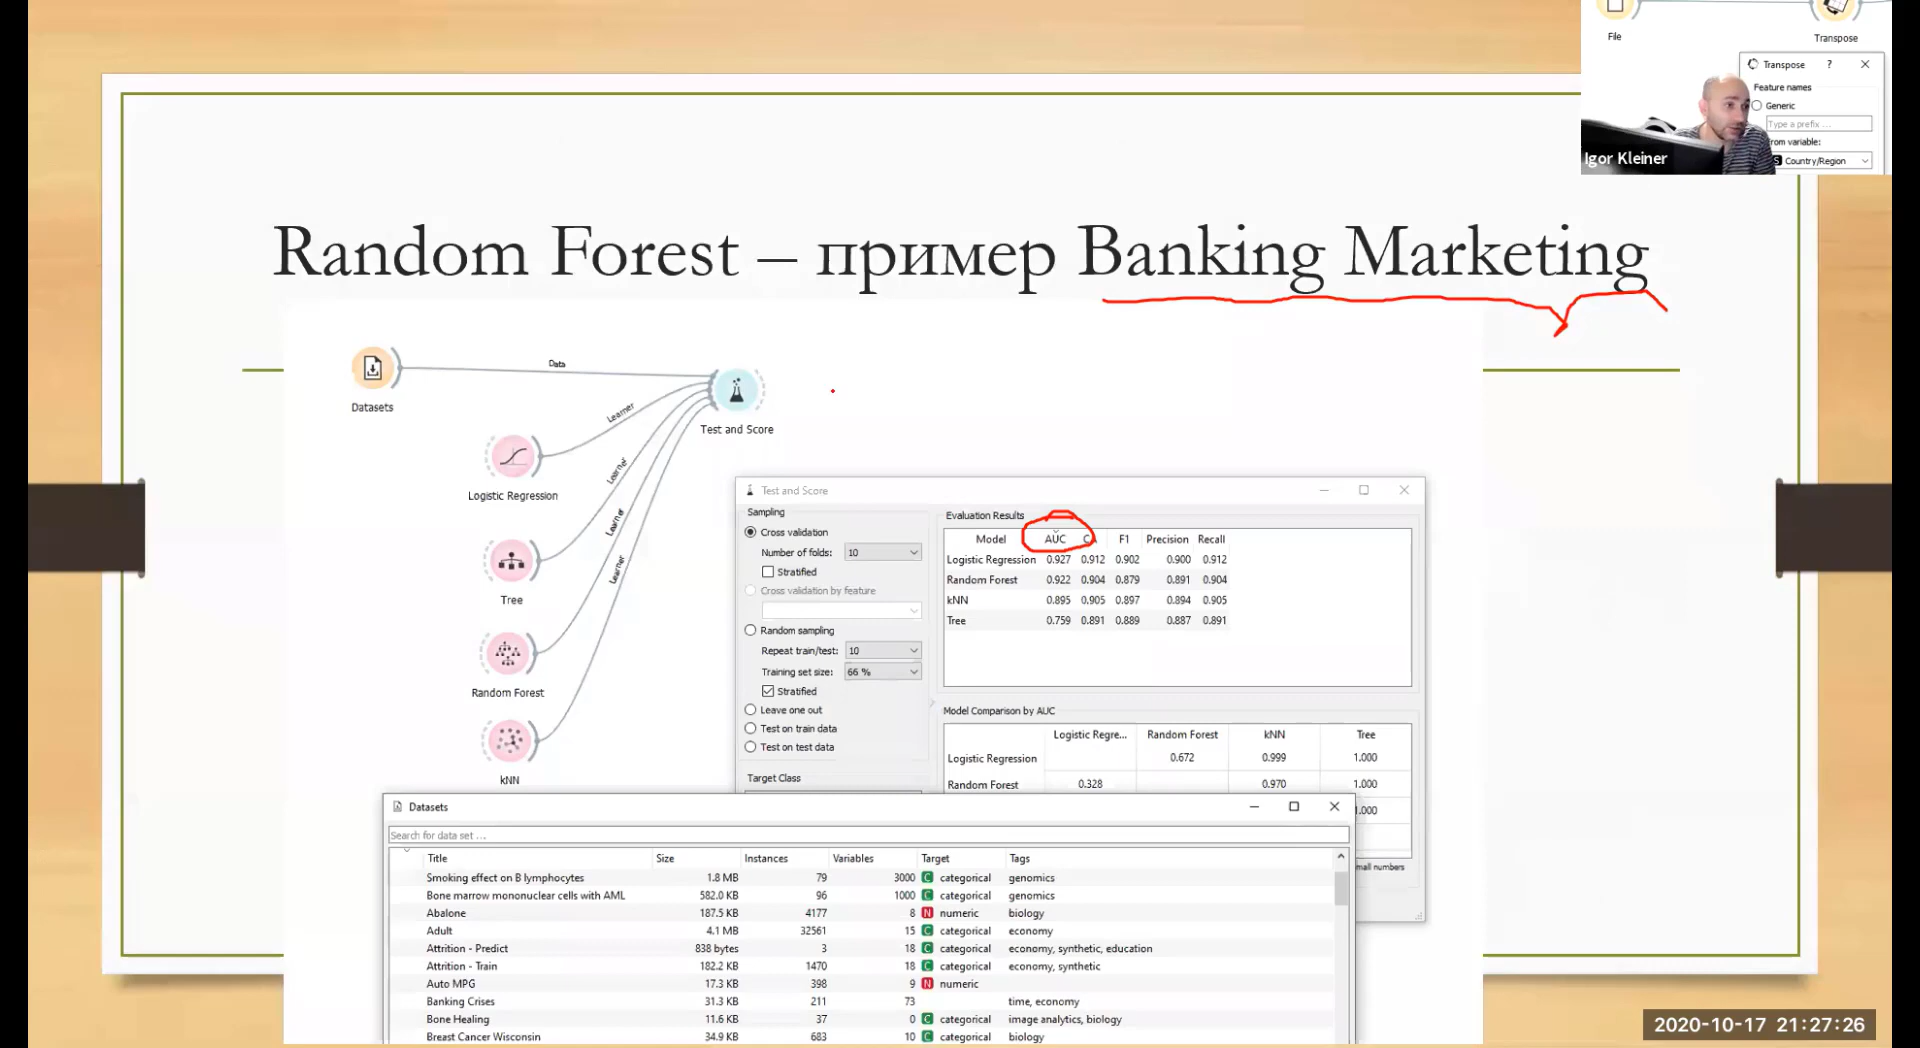 File
Transpose
Transpose ? 
Feature names
Generic
Type a prefix ...
From variable:
S Country/Region
Igor Kleiner
Random Forest – пример Banking Marketing
Data
Datasets
Test and Score
Learner
Logistic Regression
Learner
Tree
Learner
Random Forest
Learner
kNN
Test and Score
Sampling
Cross validation
Number of folds: 10
Stratified
Cross validation by feature
Random sampling
Repeat train/test: 10
Training set size: 66 %
Stratified
Leave one out
Test on train data
Test on test data
Target Class
Evaluation Results
Model AUC F1 Precision Recall
Logistic Regression 0.927 0.912 0.902 0.900 0.912
Random Forest 0.922 0.904 0.879 0.891 0.904
kNN 0.895 0.905 0.897 0.894 0.905
Tree 0.759 0.891 0.889 0.887 0.891
Model Comparison by AUC
Logistic Regre... Random Forest kNN Tree
Logistic Regression 0.672 0.999 1.000
Random Forest 0.328 0.970 1.000
1.000
mall numbers
Datasets
Search for data set ...
Title Size Instances Variables Target Tags
Smoking effect on B lymphocytes 1.8 MB 79 3000 C categorical genomics
Bone marrow mononuclear cells with AML 582.0 KB 96 1000 C categorical genomics
Abalone 187.5 KB 4177 8 N numeric biology
Adult 4.1 MB 32561 15 C categorical economy
Attrition - Predict 838 bytes 3 18 C categorical economy, synthetic, education
Attrition - Train 182.2 KB 1470 18 C categorical economy, synthetic
Auto MPG 17.3 KB 398 9 N numeric
Banking Crises 31.3 KB 211 73 time, economy
Bone Healing 11.6 KB 37 0 C categorical image analytics, biology
Breast Cancer Wisconsin 34.9 KB 683 10 C categorical biology
2020-10-17 21:27:26